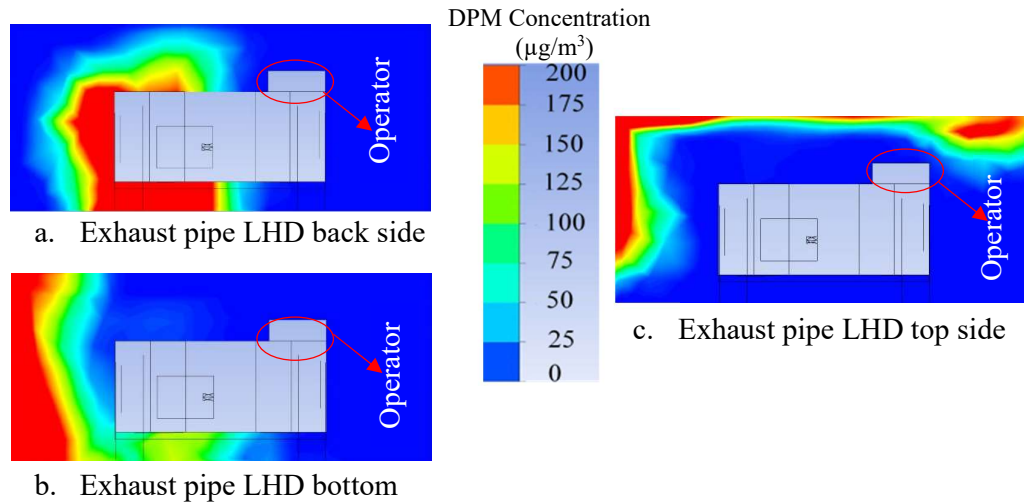 DPM Concentration
(µg/m³)
Operator
a. Exhaust pipe LHD back side
200
175
150
125
100
75
50
25
0
Operator
c. Exhaust pipe LHD top side
Operator
b. Exhaust pipe LHD bottom